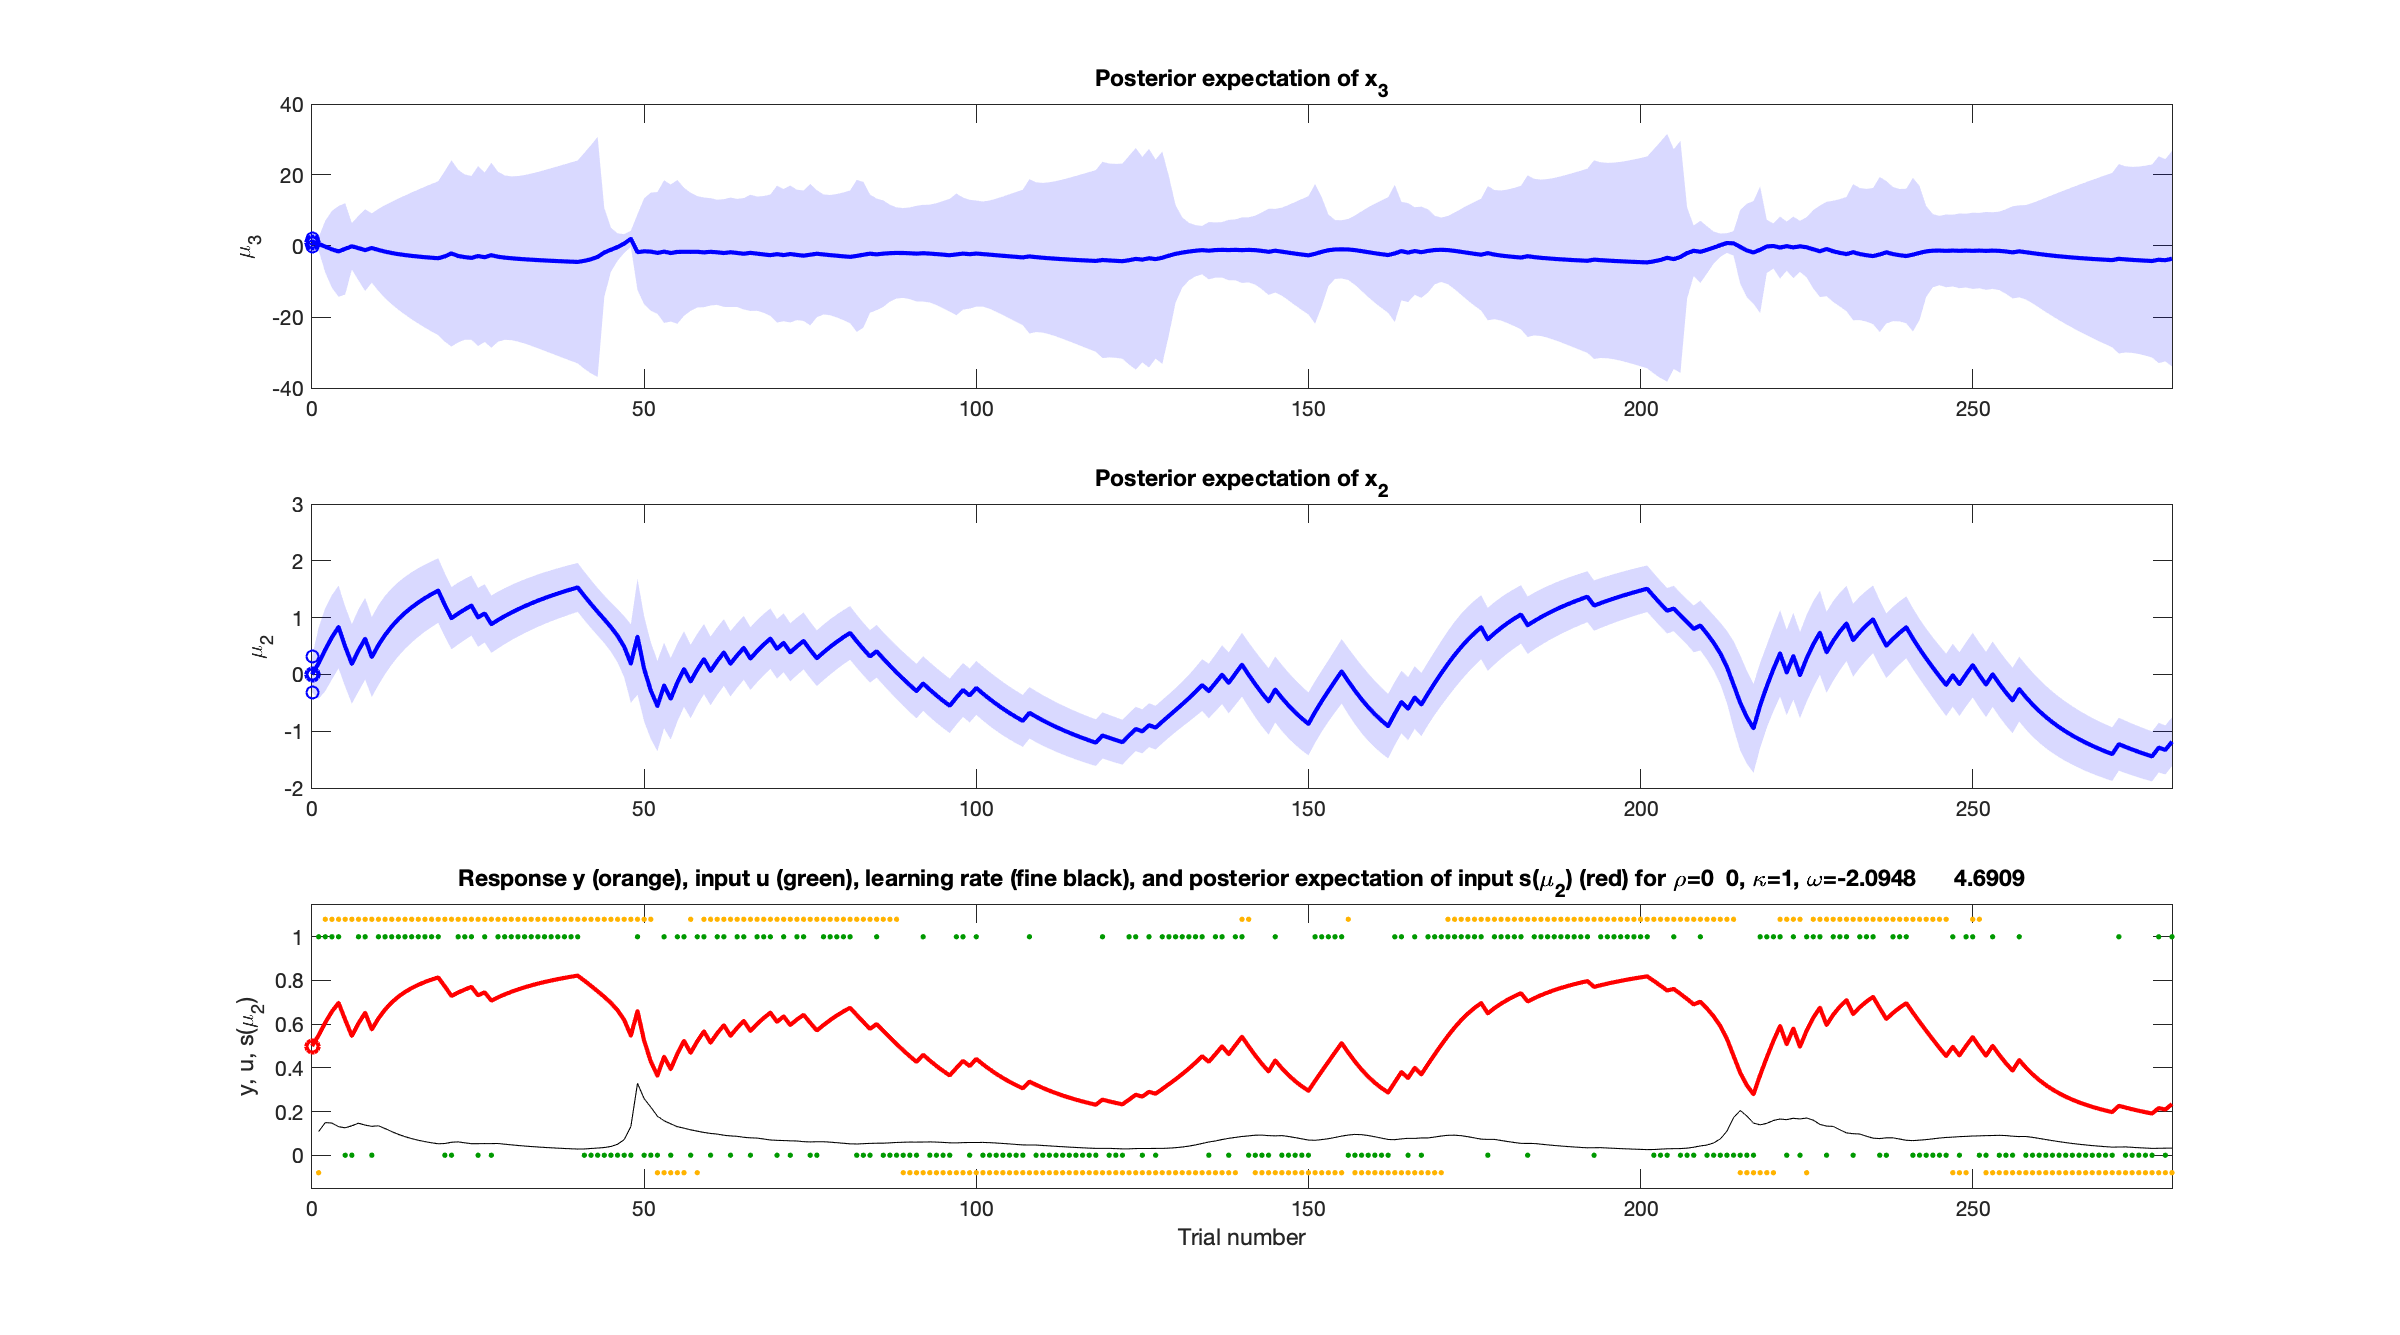 Posterior expectation of x3
40
20
0
-20
-40
μ3
0 50 100 150 200 250
Posterior expectation of x2
3
2
1
0
-1
-2
μ2
0 50 100 150 200 250
Response y (orange), input u (green), learning rate (fine black), and posterior expectation of input s(μ2) (red) for ρ=0 0, κ=1, ω=-2.0948 4.6909
1
0.8
0.6
0.4
0.2
0
y, u, s(μ2)
0 50 100 150 200 250
Trial number